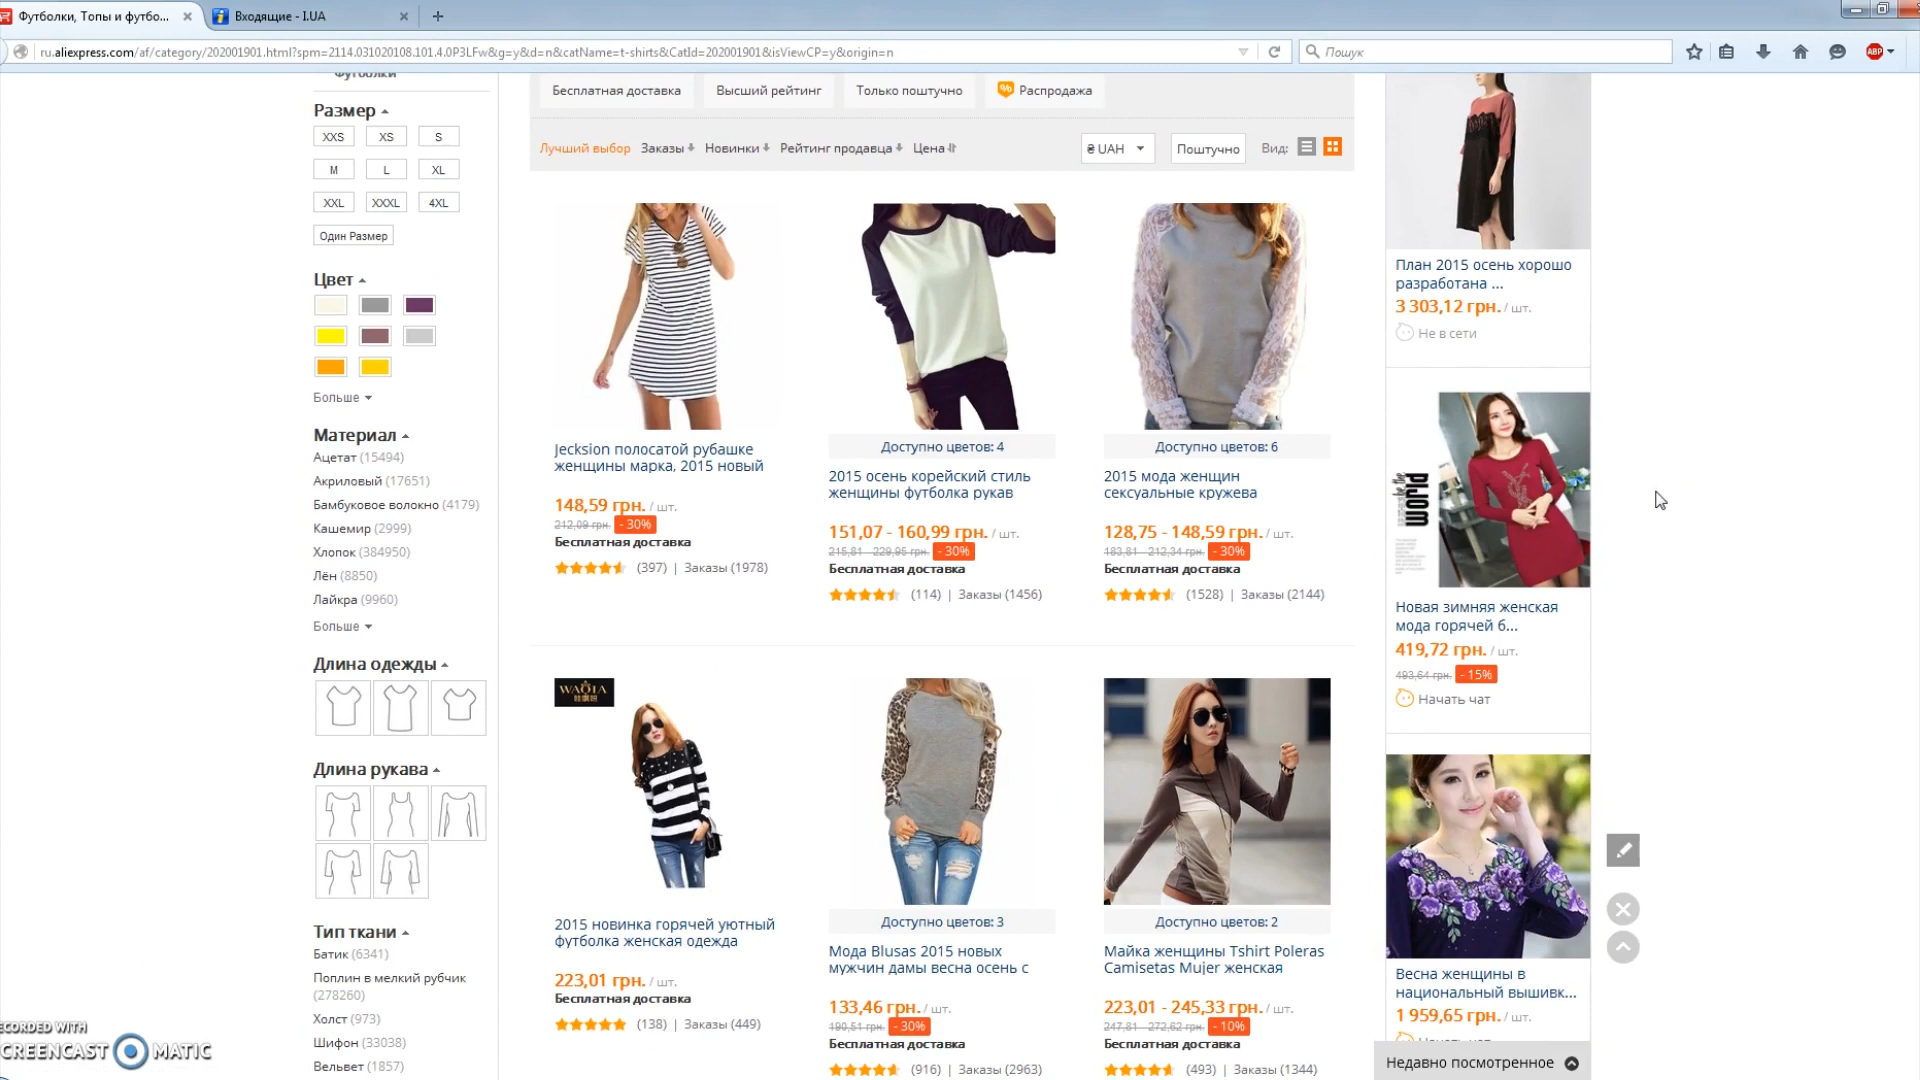 Футболки, Топы и футбо...
Входящие - I.UA
ru.aliexpress.com/af/category/202001901.html?spm=2114.031020108.101.4.0P3LFw&g=y&d=n&catName=t-shirts&CatId=202001901&isViewCP=y&origin=n
Пошук
ABP
Футболки
Размер
XXS XS S
M L XL
XXL XXXL 4XL
Один Размер
Цвет
Больше
Материал
Ацетат (15494)
Акриловый (17651)
Бамбуковое волокно (4179)
Кашемир (2999)
Хлопок (384950)
Лён (8850)
Лайкра (9960)
Больше
Длина одежды
Длина рукава
Тип ткани
Батик (6341)
Поплин в мелкий рубчик
(278260)
Холст (973)
Шифон (33038)
Вельвет (1857)
Бесплатная доставка Высший рейтинг Только поштучно % Распродажа
Лучший выбор Заказы Новинки Рейтинг продавца Цена ₴ UAH Поштучно Вид:
Jecksion полосатой рубашке
женщины марка, 2015 новый
148,59 грн. / шт.
212,09 грн. - 30%
Бесплатная доставка
(397) | Заказы (1978)
Доступно цветов: 4
2015 осень корейский стиль
женщины футболка рукав
151,07 - 160,99 грн. / шт.
215,81 - 229,95 грн. - 30%
Бесплатная доставка
(114) | Заказы (1456)
Доступно цветов: 6
2015 мода женщин
сексуальные кружева
128,75 - 148,59 грн. / шт.
183,81 - 212,34 грн. - 30%
Бесплатная доставка
(1528) | Заказы (2144)
WAQIA
2015 новинка горячей уютный
футболка женская одежда
223,01 грн. / шт.
Бесплатная доставка
(138) | Заказы (449)
Доступно цветов: 3
Мода Blusas 2015 новых
мужчин дамы весна осень с
133,46 грн. / шт.
190,51 грн. - 30%
Бесплатная доставка
(916) | Заказы (2963)
Доступно цветов: 2
Майка женщины Tshirt Poleras
Camisetas Mujer женская
223,01 - 245,33 грн. / шт.
247,81 - 272,62 грн. - 10%
Бесплатная доставка
(493) | Заказы (1344)
План 2015 осень хорошо
разработана ...
3 303,12 грн. / шт.
Не в сети
world
Новая зимняя женская
мода горячей б...
419,72 грн. / шт.
493,64 грн. - 15%
Начать чат
Весна женщины в
национальный вышивк...
1 959,65 грн. / шт.
Начать чат
Недавно посмотренное
ECORDED WITH
CREENCAST MATIC